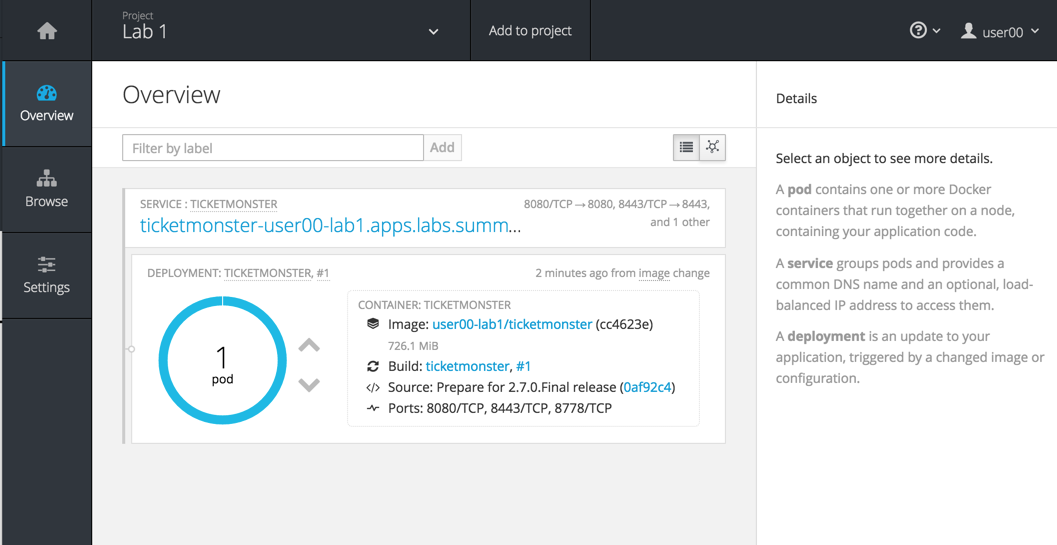 Project
Lab 1
Add to project
user00
Overview
Browse
Settings
Overview
Filter by label
Add
SERVICE : TICKETMONSTER
8080/TCP → 8080, 8443/TCP → 8443,
and 1 other
ticketmonster-user00-lab1.apps.labs.summ...
DEPLOYMENT: TICKETMONSTER, #1
2 minutes ago from image change
1
pod
CONTAINER: TICKETMONSTER
Image: user00-lab1/ticketmonster (cc4623e)
726.1 MiB
Build: ticketmonster, #1
Source: Prepare for 2.7.0.Final release (0af92c4)
Ports: 8080/TCP, 8443/TCP, 8778/TCP
Details
Select an object to see more details.
A pod contains one or more Docker
containers that run together on a node,
containing your application code.
A service groups pods and provides a
common DNS name and an optional, load-
balanced IP address to access them.
A deployment is an update to your
application, triggered by a changed image or
configuration.